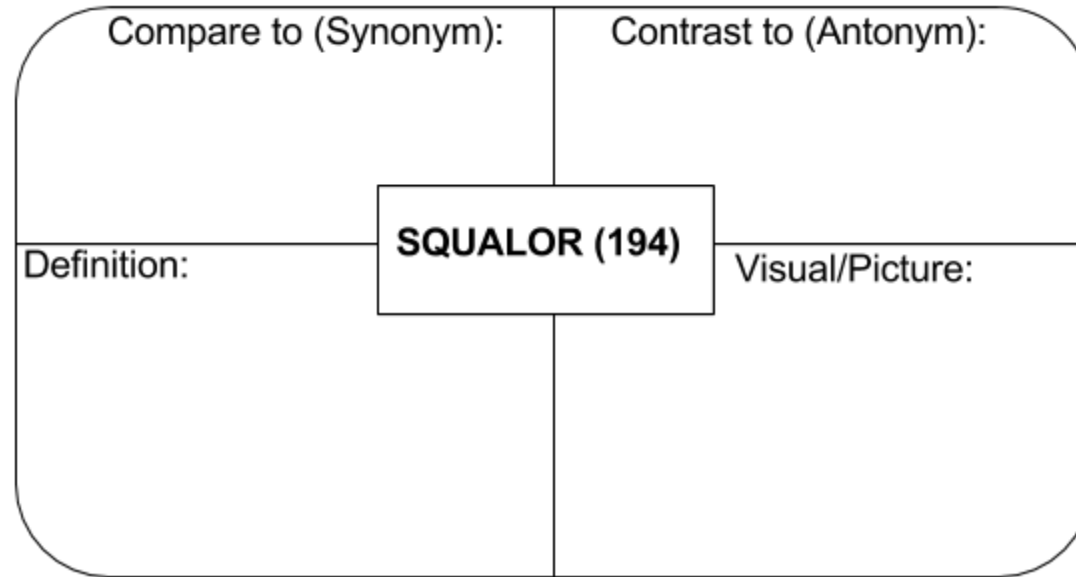 Compare to (Synonym):
Contrast to (Antonym):
SQUALOR (194)
Definition:
Visual/Picture: